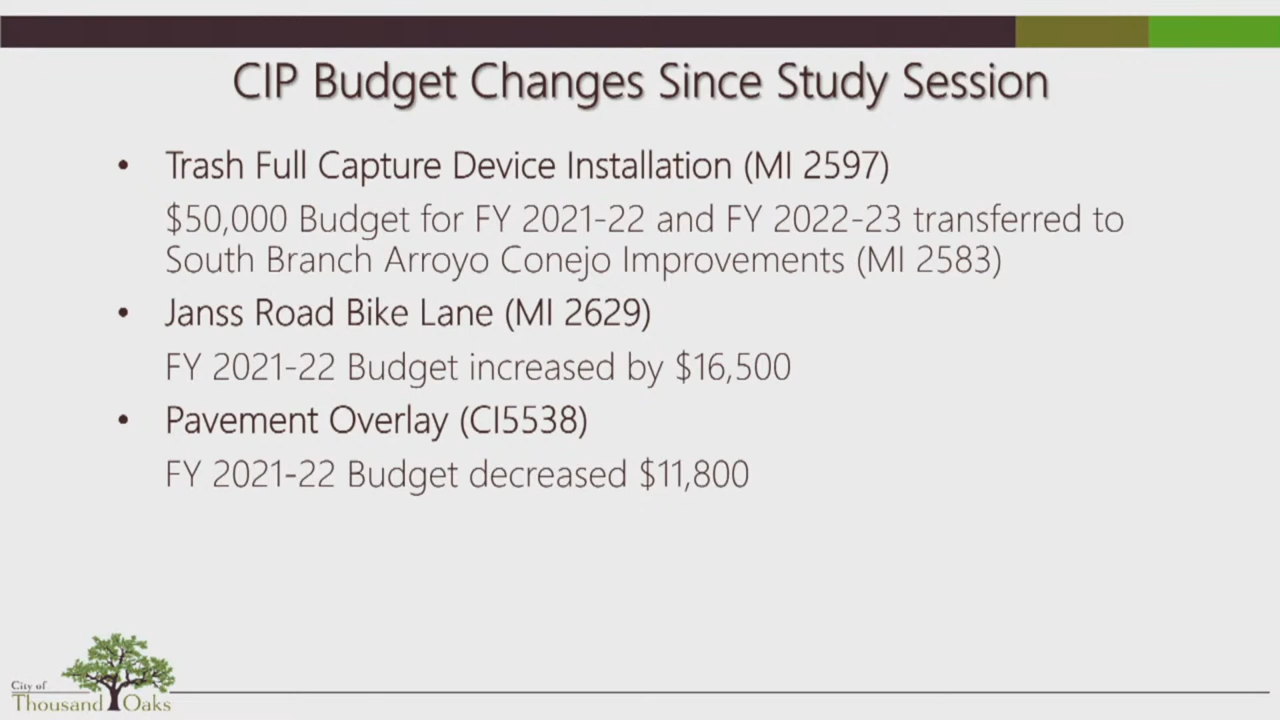 CIP Budget Changes Since Study Session
• Trash Full Capture Device Installation (MI 2597)
$50,000 Budget for FY 2021-22 and FY 2022-23 transferred to
South Branch Arroyo Conejo Improvements (MI 2583)
• Janss Road Bike Lane (MI 2629)
FY 2021-22 Budget increased by $16,500
• Pavement Overlay (CI5538)
FY 2021-22 Budget decreased $11,800
City of
Thousand Oaks